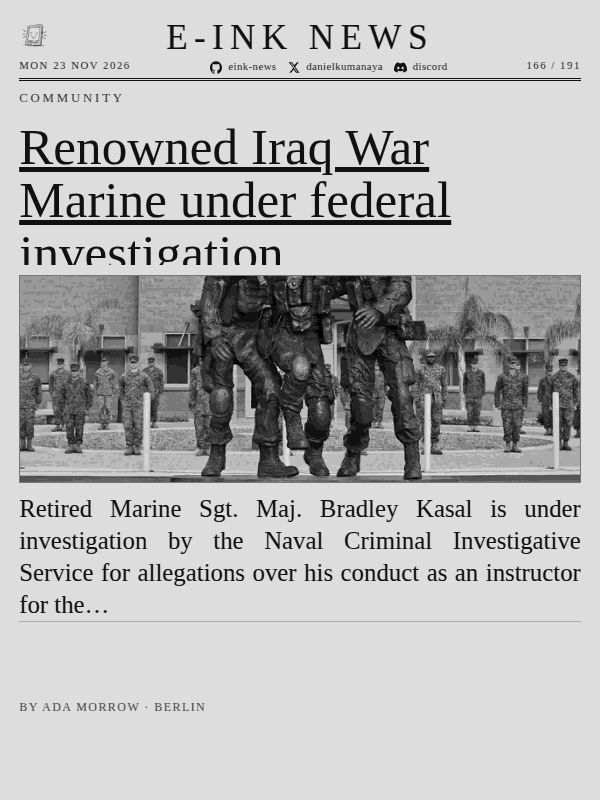 E-INK NEWS
MON 23 NOV 2026
eink-news
danielkumanaya
discord
166 / 191
COMMUNITY
Renowned Iraq War
Marine under federal
investigation
Retired Marine Sgt. Maj. Bradley Kasal is under
investigation by the Naval Criminal Investigative
Service for allegations over his conduct as an instructor
for the…
BY ADA MORROW · BERLIN